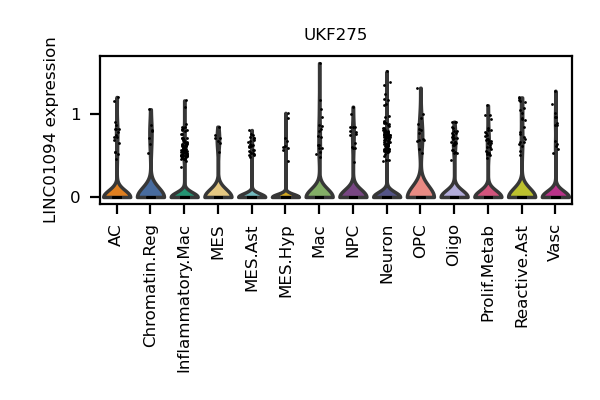 UKF275
LINC01094 expression
1
0
AC
Chromatin.Reg
Inflammatory.Mac
MES
MES.Ast
MES.Hyp
Mac
NPC
Neuron
OPC
Oligo
Prolif.Metab
Reactive.Ast
Vasc